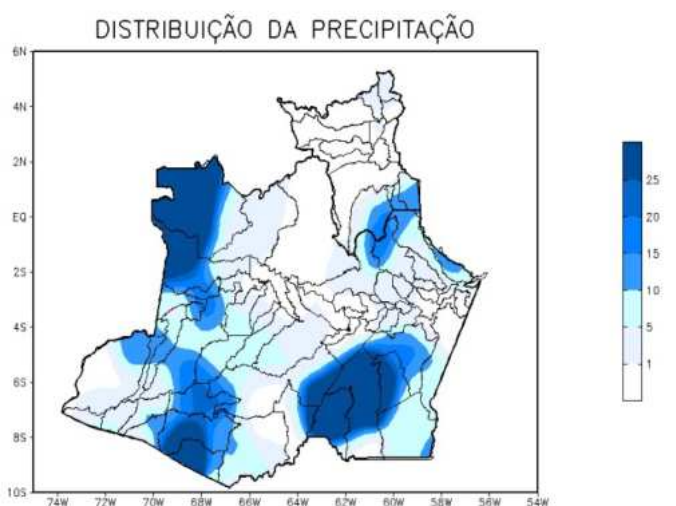 DISTRIBUIÇÃO DA PRECIPITAÇÃO
6N
4N
2N
EQ
2S
4S
6S
8S
10S
74W 72W 70W 68W 66W 64W 62W 60W 58W 56W 54W
25
20
15
10
5
1